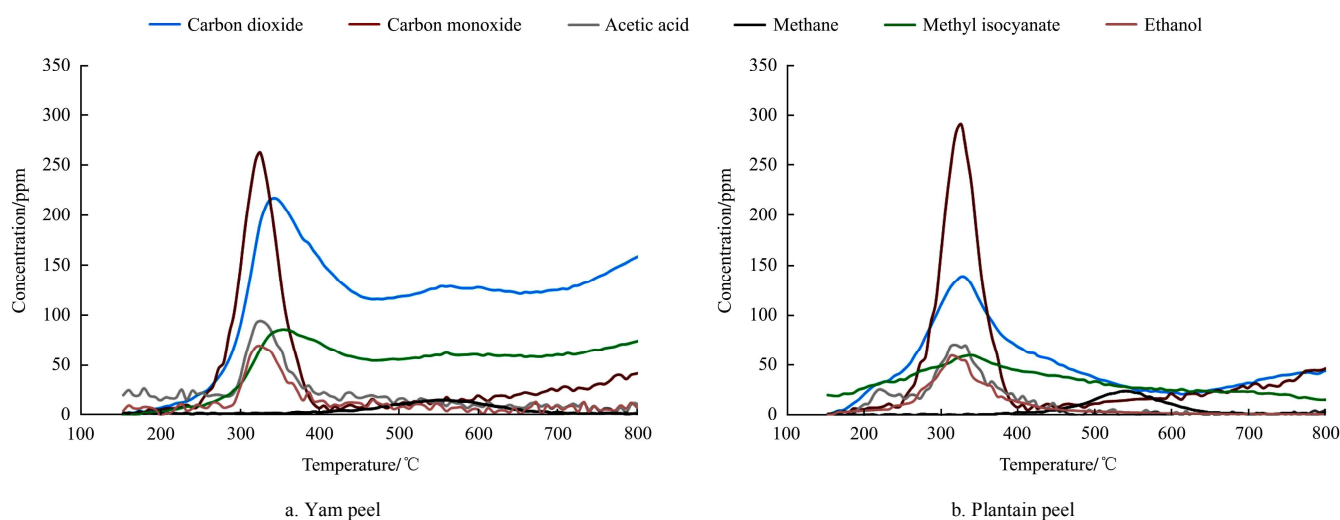 Carbon dioxide Carbon monoxide Acetic acid Methane Methyl isocyanate Ethanol
350
300
250
200
150
100
50
0
Concentration/ppm
100 200 300 400 500 600 700 800
Temperature/ ℃
a. Yam peel
350
300
250
200
150
100
50
0
Concentration/ppm
100 200 300 400 500 600 700 800
Temperature/ ℃
b. Plantain peel